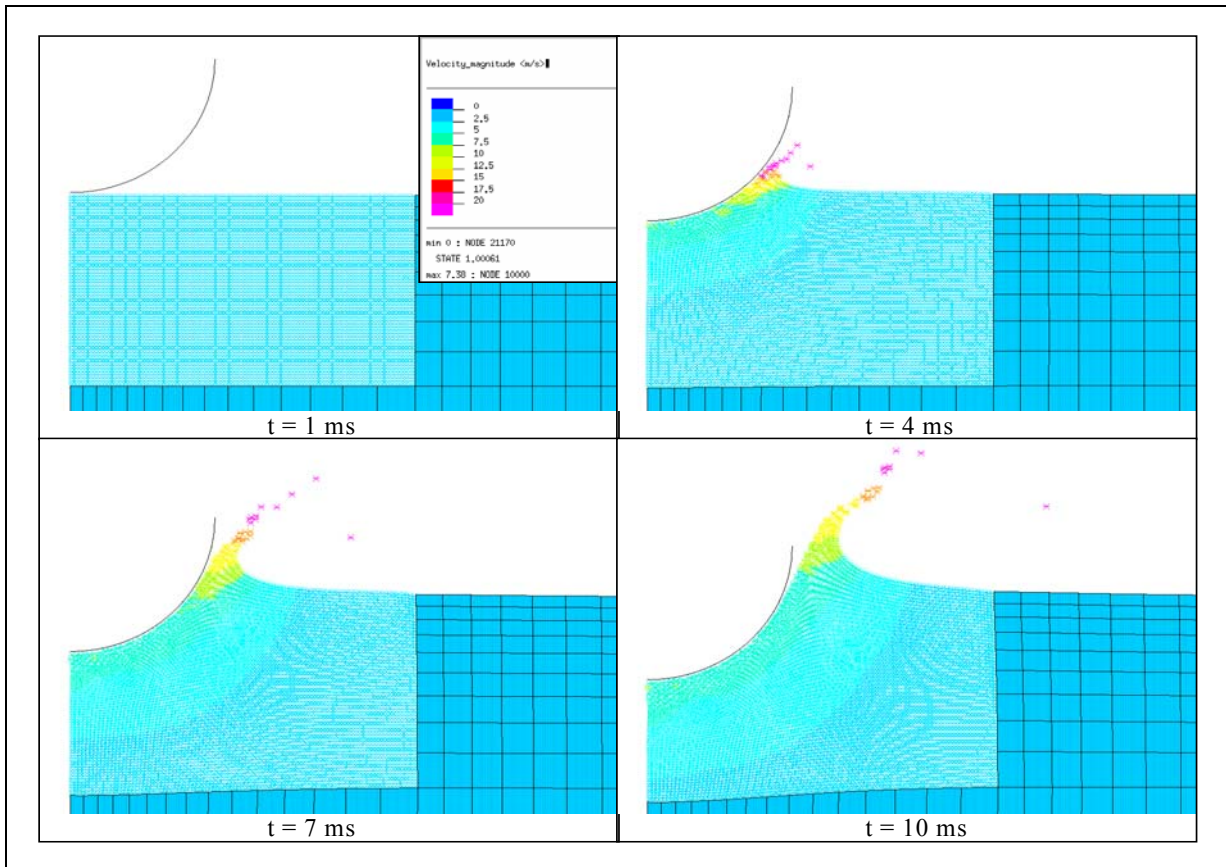 Velocity_magnitude <m/s>
0
2.5
5
7.5
10
12.5
15
17.5
20
min 0 : NODE 21170
STATE 1,00061
max 7.38 : NODE 10000
t = 1 ms
t = 4 ms
t = 7 ms
t = 10 ms